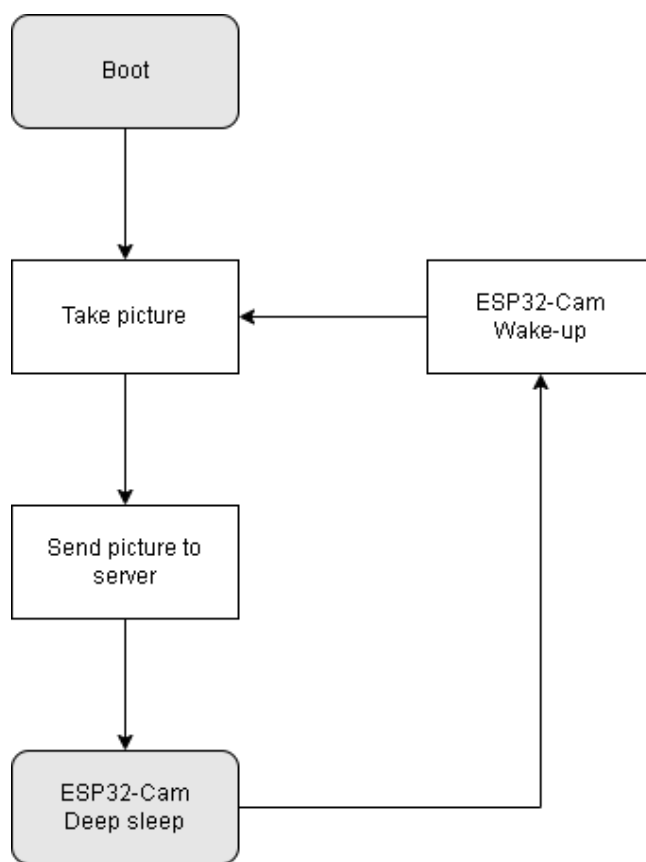 Boot
Take picture
ESP32-Cam
Wake-up
Send picture to
server
ESP32-Cam
Deep sleep